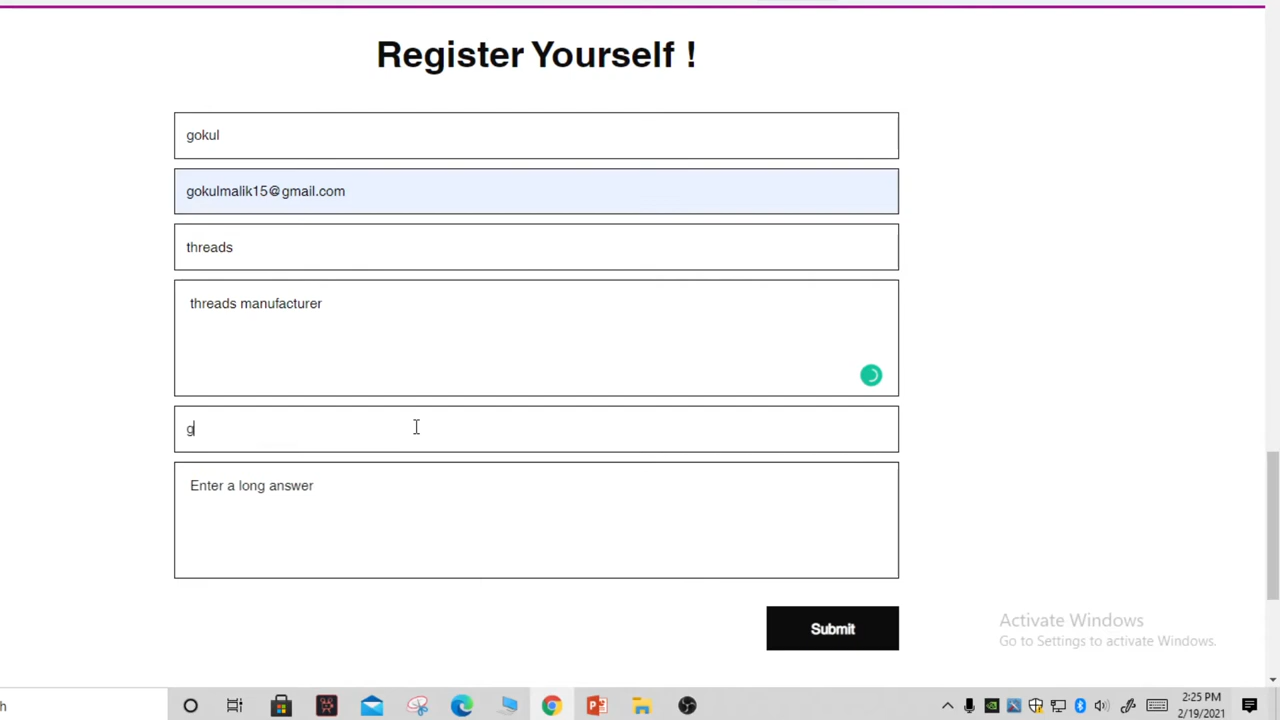 Register Yourself !
gokul
gokulmalik15@gmail.com
threads
threads manufacturer
g
Enter a long answer
Submit
Activate Windows
Go to Settings to activate Windows.
h
2:25 PM
2/19/2021